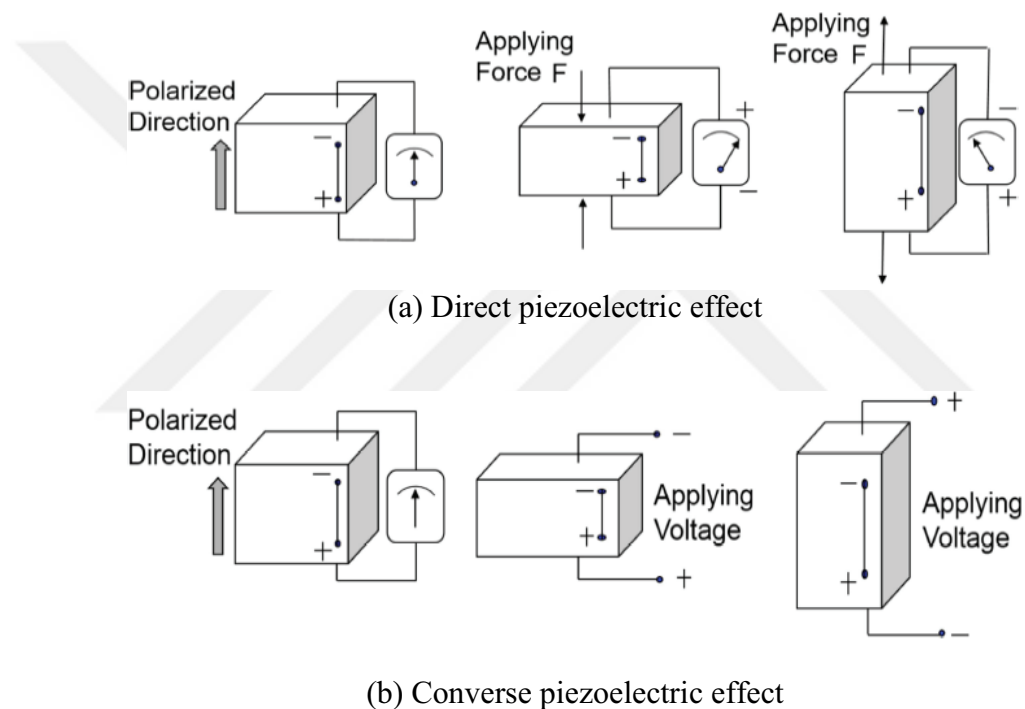 Polarized
Direction
−
+
Applying
Force F
−
+
+
−
Applying
Force F
−
+
−
+
(a) Direct piezoelectric effect
Polarized
Direction
−
+
−
−
+
+
Applying
Voltage
+
−
+
−
Applying
Voltage
(b) Converse piezoelectric effect